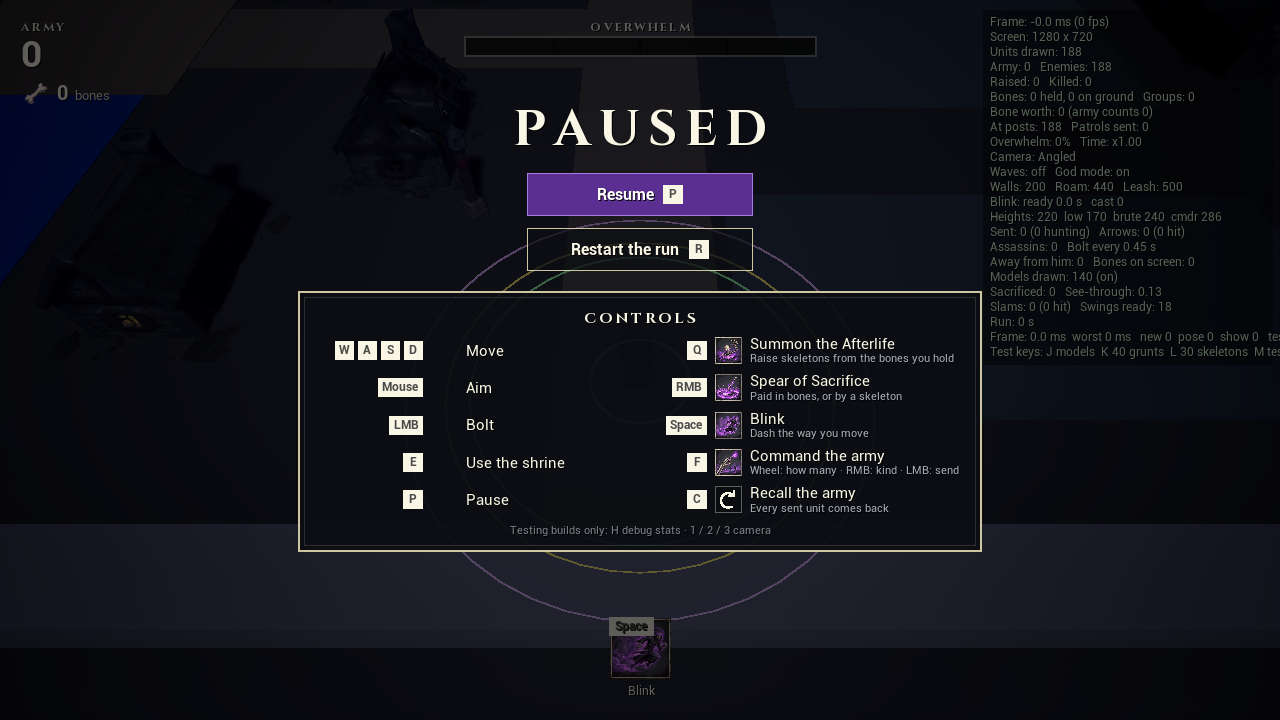 ARMY
0
0 bones
OVERWHELM
Frame: -0.0 ms (0 fps)
Screen: 1280 x 720
Units drawn: 188
Army: 0 Enemies: 188
Raised: 0 Killed: 0
Bones: 0 held, 0 on ground Groups: 0
Bone worth: 0 (army counts 0)
At posts: 188 Patrols sent: 0
Overwhelm: 0% Time: x1.00
Camera: Angled
Waves: off God mode: on
Walls: 200 Roam: 440 Leash: 500
Blink: ready 0.0 s cast 0
Heights: 220 low 170 brute 240 cmdr 286
Sent: 0 (0 hunting) Arrows: 0 (0 hit)
Assassins: 0 Bolt every 0.45 s
Away from him: 0 Bones on screen: 0
Models drawn: 140 (on)
Sacrificed: 0 See-through: 0.13
Slams: 0 (0 hit) Swings ready: 18
Run: 0 s
Frame: 0.0 ms worst 0 ms new 0 pose 0 show 0 tes
Test keys: J models K 40 grunts L 30 skeletons M te
PAUSED
Resume P
Restart the run R
CONTROLS
W A S D Move
Mouse Aim
LMB Bolt
E Use the shrine
P Pause
Q Summon the Afterlife
Raise skeletons from the bones you hold
RMB Spear of Sacrifice
Paid in bones, or by a skeleton
Space Blink
Dash the way you move
F Command the army
Wheel: how many · RMB: kind · LMB: send
C Recall the army
Every sent unit comes back
Testing builds only: H debug stats · 1 / 2 / 3 camera
Space
Blink